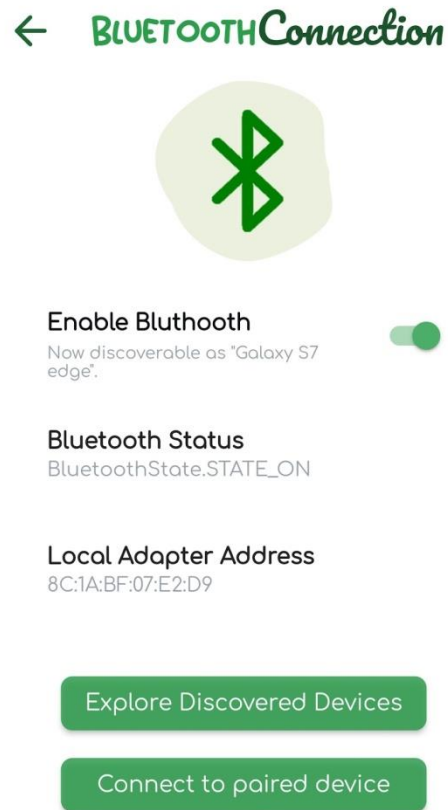 BLUETOOTH Connection
Enable Bluthooth
Now discoverable as "Galaxy S7
edge".
Bluetooth Status
BluetoothState.STATE_ON
Local Adapter Address
8C:1A:BF:07:E2:D9
Explore Discovered Devices
Connect to paired device